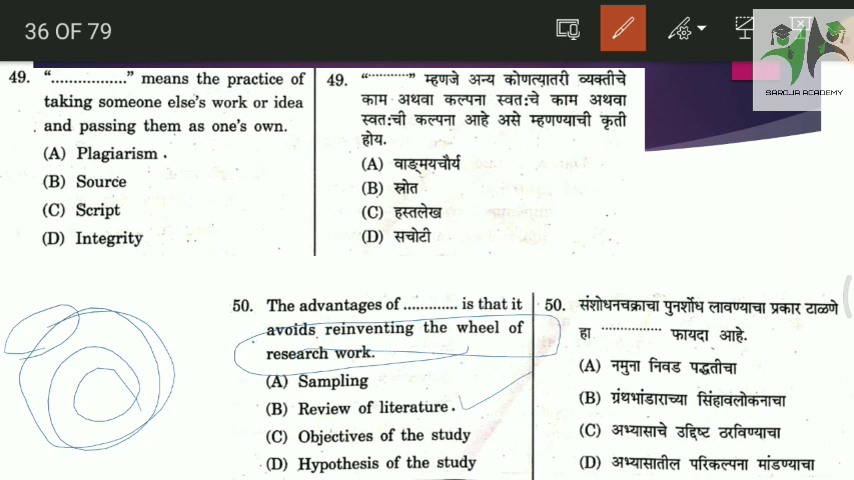 36 OF 79
SAROJA ACADEMY
49. “.................” means the practice of
taking someone else's work or idea
and passing them as one's own.
(A) Plagiarism .
(B) Source
(C) Script
(D) Integrity
49. “............” म्हणजे अन्य कोणत्यातरी व्यक्तीचे
काम अथवा कल्पना स्वत:चे काम अथवा
स्वत:ची कल्पना आहे असे म्हणण्याची कृती
होय.
(A) वाङ्मयचौर्य
(B) स्रोत
(C) हस्तलेख
(D) सचोटी
50. The advantages of ............. is that it
avoids reinventing the wheel of
research work.
(A) Sampling
(B) Review of literature .
(C) Objectives of the study
(D) Hypothesis of the study
50. संशोधनचक्राचा पुनर्शोध लावण्याचा प्रकार टाळणे
हा ................ फायदा आहे.
(A) नमुना निवड पद्धतीचा
(B) ग्रंथभांडाराच्या सिंहावलोकनाचा
(C) अभ्यासाचे उद्दिष्ट ठरविण्याचा
(D) अभ्यासातील परिकल्पना मांडण्याचा